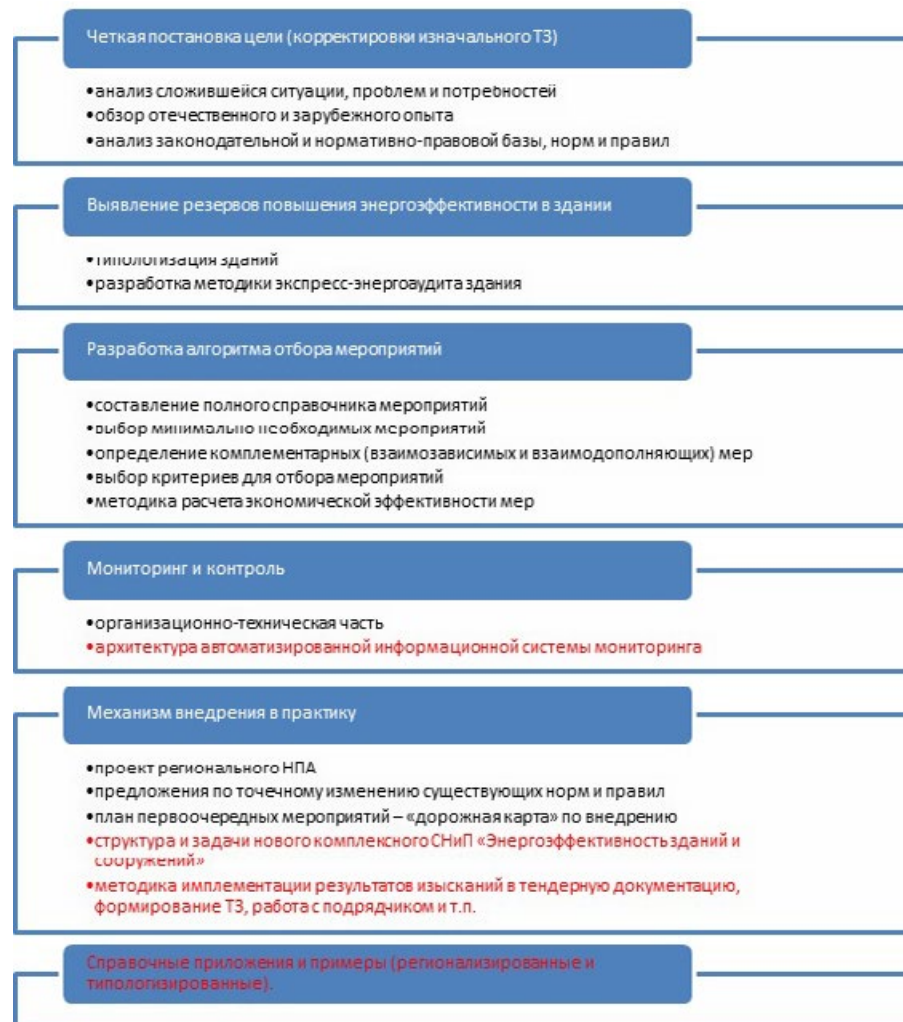 Четкая постановка цели (корректировки изначального ТЗ)
•анализ сложившейся ситуации, проблем и потребностей
•обзор отечественного и зарубежного опыта
•анализ законодательной и нормативно-правовой базы, норм и правил
Выявление резервов повышения энергоэффективности в здании
•типологизация зданий
•разработка методики экспресс-энергоаудита здания
Разработка алгоритма отбора мероприятий
•составление полного справочника мероприятий
•выбор минимально необходимых мероприятий
•определение комплементарных (взаимозависимых и взаимодополняющих) мер
•выбор критериев для отбора мероприятий
•методика расчета экономической эффективности мер
Мониторинг и контроль
•организационно-техническая часть
•архитектура автоматизированной информационной системы мониторинга
Механизм внедрения в практику
•проект регионального НПА
•предложения по точечному изменению существующих норм и правил
•план первоочередных мероприятий – «дорожная карта» по внедрению
•структура и задачи нового комплексного СНиП «Энергоэффективность зданий и
сооружений»
•методика имплементации результатов изысканий в тендерную документацию,
формирование ТЗ, работа с подрядчиком и т.п.
Справочные приложения и примеры (регионализированные и
типологизированные).